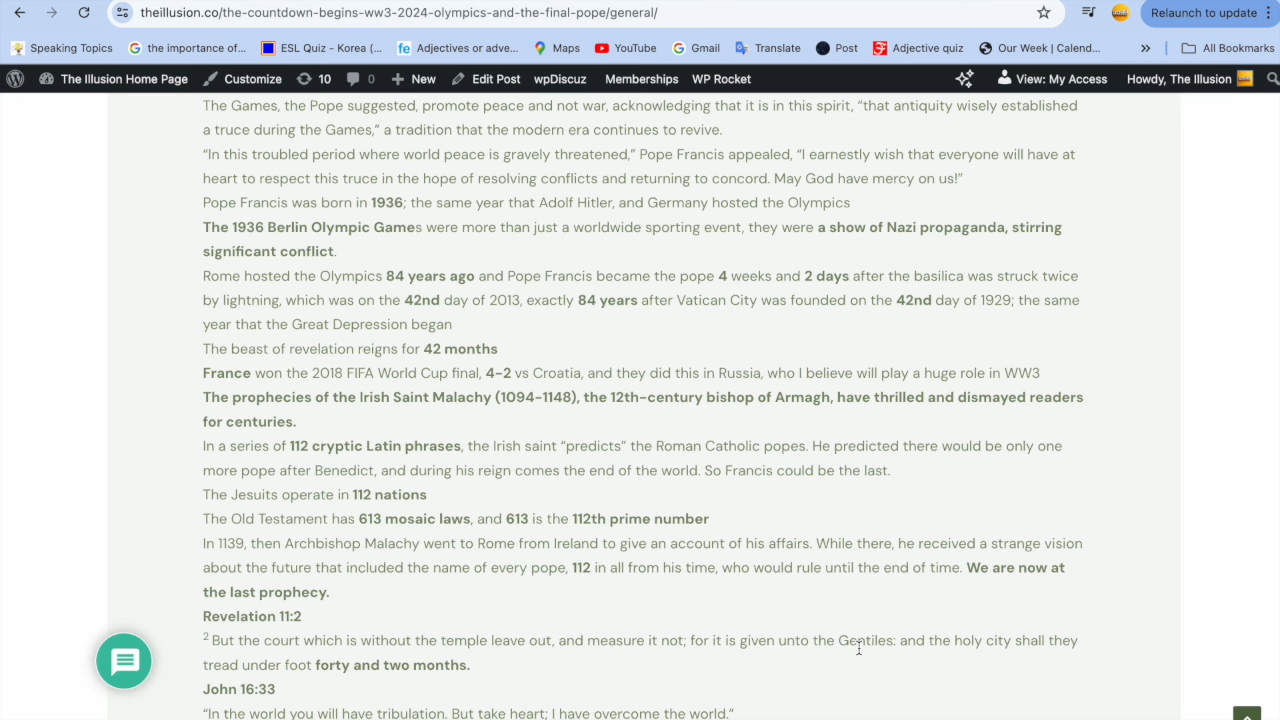 theillusion.co/the-countdown-begins-ww3-2024-olympics-and-the-final-pope/general/
Relaunch to update
Speaking Topics
the importance of...
ESL Quiz - Korea (...
Adjectives or adve...
Maps
YouTube
Gmail
Translate
Post
Adjective quiz
Our Week | Calend...
»
All Bookmarks
The Illusion Home Page
Customize
10
0
New
Edit Post
wpDiscuz
Memberships
WP Rocket
View: My Access
Howdy, The Illusion
The Games, the Pope suggested, promote peace and not war, acknowledging that it is in this spirit, “that antiquity wisely established
a truce during the Games,” a tradition that the modern era continues to revive.
“In this troubled period where world peace is gravely threatened,” Pope Francis appealed, “I earnestly wish that everyone will have at
heart to respect this truce in the hope of resolving conflicts and returning to concord. May God have mercy on us!”
Pope Francis was born in 1936; the same year that Adolf Hitler, and Germany hosted the Olympics
The 1936 Berlin Olympic Games were more than just a worldwide sporting event, they were a show of Nazi propaganda, stirring
significant conflict.
Rome hosted the Olympics 84 years ago and Pope Francis became the pope 4 weeks and 2 days after the basilica was struck twice
by lightning, which was on the 42nd day of 2013, exactly 84 years after Vatican City was founded on the 42nd day of 1929; the same
year that the Great Depression began
The beast of revelation reigns for 42 months
France won the 2018 FIFA World Cup final, 4-2 vs Croatia, and they did this in Russia, who I believe will play a huge role in WW3
The prophecies of the Irish Saint Malachy (1094-1148), the 12th-century bishop of Armagh, have thrilled and dismayed readers
for centuries.
In a series of 112 cryptic Latin phrases, the Irish saint “predicts” the Roman Catholic popes. He predicted there would be only one
more pope after Benedict, and during his reign comes the end of the world. So Francis could be the last.
The Jesuits operate in 112 nations
The Old Testament has 613 mosaic laws, and 613 is the 112th prime number
In 1139, then Archbishop Malachy went to Rome from Ireland to give an account of his affairs. While there, he received a strange vision
about the future that included the name of every pope, 112 in all from his time, who would rule until the end of time. We are now at
the last prophecy.
Revelation 11:2
2 But the court which is without the temple leave out, and measure it not; for it is given unto the Gentiles: and the holy city shall they
tread under foot forty and two months.
John 16:33
“In the world you will have tribulation. But take heart; I have overcome the world.”